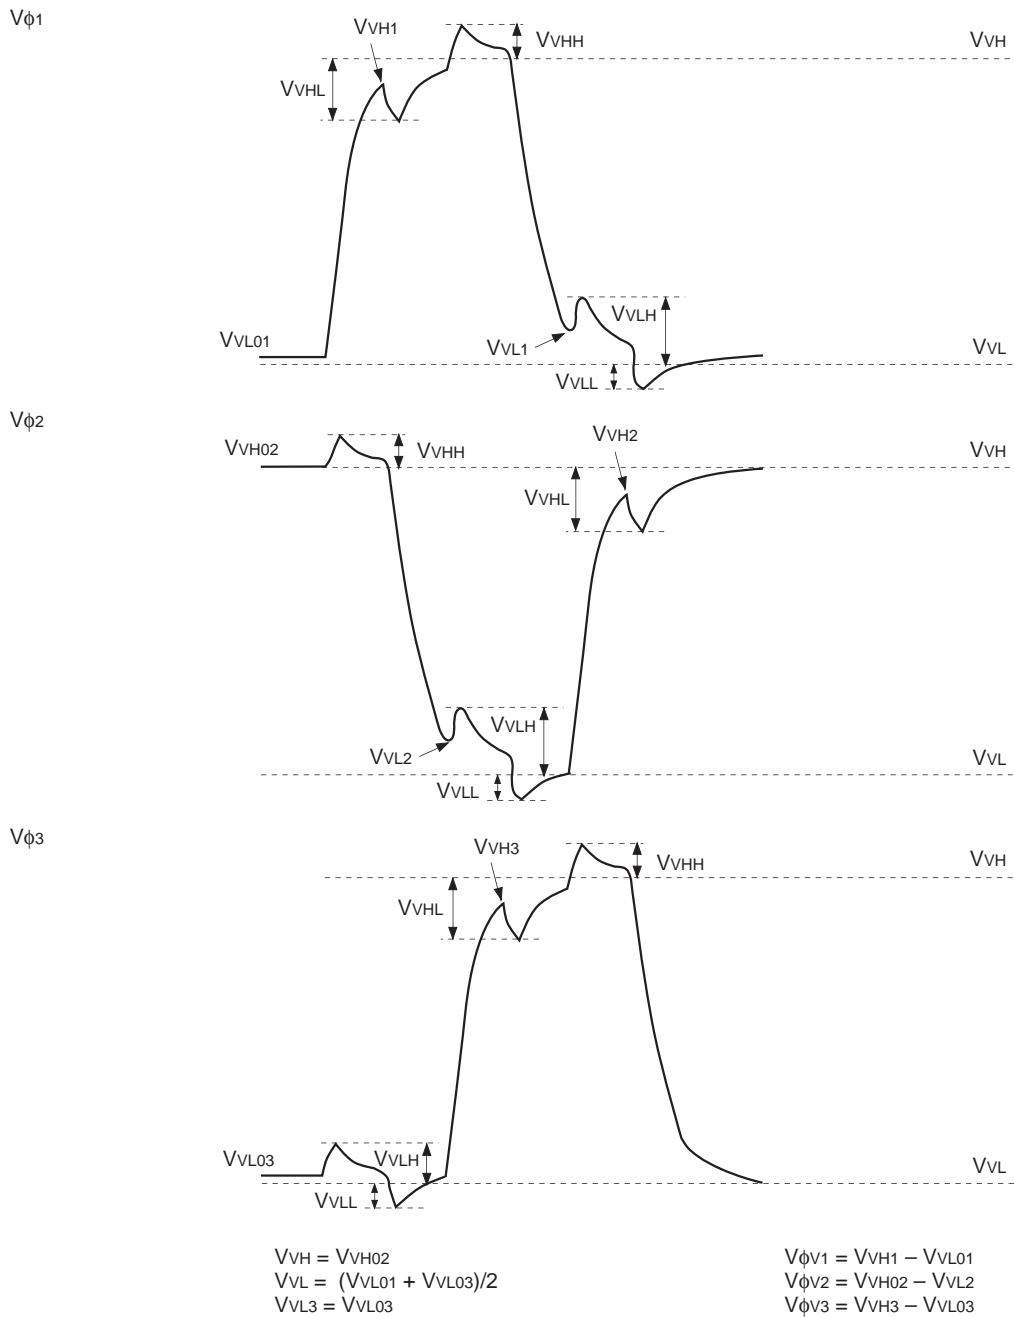 Vϕ1
VVH1
VVHH
VVH
VVHL
VVLH
VVL01
VVL1
VVL
VVLL
Vϕ2
VVH02
VVHH
VVH2
VVH
VVHL
VVLH
VVL2
VVL
VVLL
Vϕ3
VVH3
VVHH
VVH
VVHL
VVL03
VVLH
VVL
VVLL
VVH = VVH02
VVL = (VVL01 + VVL03)/2
VVL3 = VVL03
VϕV1 = VVH1 – VVL01
VϕV2 = VVH02 – VVL2
VϕV3 = VVH3 – VVL03